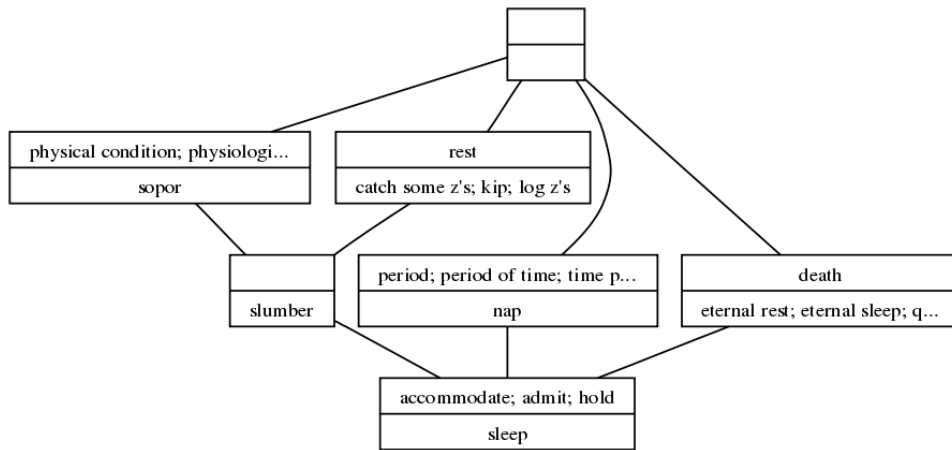 physical condition; physiologi...
sopor
rest
catch some z's; kip; log z's
slumber
period; period of time; time p...
nap
death
eternal rest; eternal sleep; q...
accommodate; admit; hold
sleep